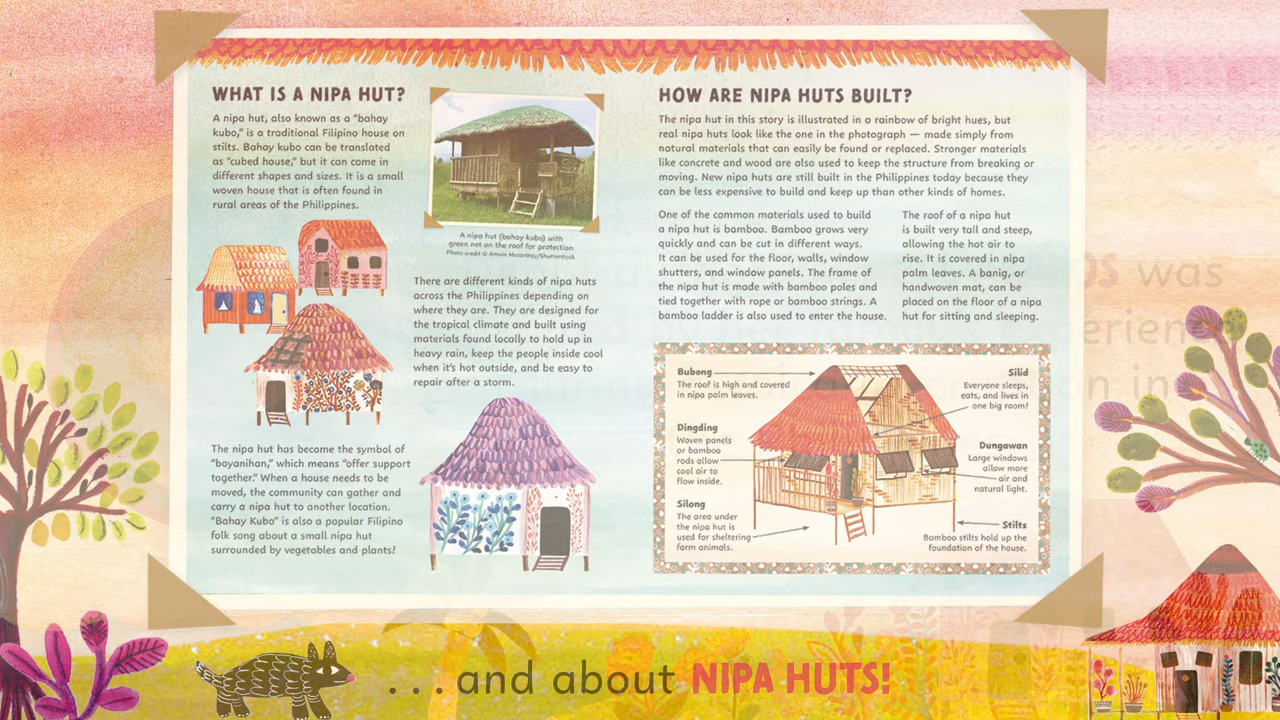 WHAT IS A NIPA HUT?
A nipa hut, also known as a “bahay
kubo,” is a traditional Filipino house on
stilts. Bahay kubo can be translated
as “cubed house,” but it can come in
different shapes and sizes. It is a small
woven house that is often found in
rural areas of the Philippines.
A nipa hut (bahay kubo) with
green net on the roof for protection
Photo credit © Amvin Mccartney/Shutterstock
There are different kinds of nipa huts
across the Philippines depending on
where they are. They are designed for
the tropical climate and built using
materials found locally to hold up in
heavy rain, keep the people inside cool
when it’s hot outside, and be easy to
repair after a storm.
The nipa hut has become the symbol of
“bayanihan,” which means “offer support
together.” When a house needs to be
moved, the community can gather and
carry a nipa hut to another location.
“Bahay Kubo” is also a popular Filipino
folk song about a small nipa hut
surrounded by vegetables and plants!
HOW ARE NIPA HUTS BUILT?
The nipa hut in this story is illustrated in a rainbow of bright hues, but
real nipa huts look like the one in the photograph — made simply from
natural materials that can easily be found or replaced. Stronger materials
like concrete and wood are also used to keep the structure from breaking or
moving. New nipa huts are still built in the Philippines today because they
can be less expensive to build and keep up than other kinds of homes.
One of the common materials used to build
a nipa hut is bamboo. Bamboo grows very
quickly and can be cut in different ways.
It can be used for the floor, walls, window
shutters, and window panels. The frame of
the nipa hut is made with bamboo poles and
tied together with rope or bamboo strings. A
bamboo ladder is also used to enter the house.
The roof of a nipa hut
is built very tall and steep,
allowing the hot air to
rise. It is covered in nipa
palm leaves. A banig, or
handwoven mat, can be
placed on the floor of a nipa
hut for sitting and sleeping.
Bubong
The roof is high and covered
in nipa palm leaves.
Dingding
Woven panels
or bamboo
rods allow
cool air to
flow inside.
Silong
The area under
the nipa hut is
used for sheltering
farm animals.
Silid
Everyone sleeps,
eats, and lives in
one big room!
Dungawan
Large windows
allow more
air and
natural light.
Stilts
Bamboo stilts hold up the
foundation of the house.
was
...and about NIPA HUTS!